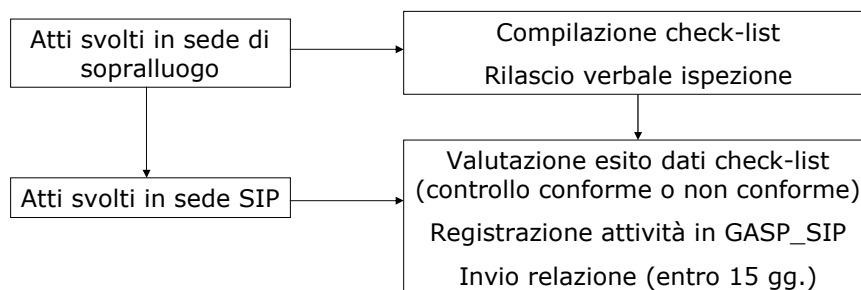 Atti svolti in sede di
sopralluogo
Compilazione check-list
Rilascio verbale ispezione
Atti svolti in sede SIP
Valutazione esito dati check-list
(controllo conforme o non conforme)
Registrazione attività in GASP_SIP
Invio relazione (entro 15 gg.)